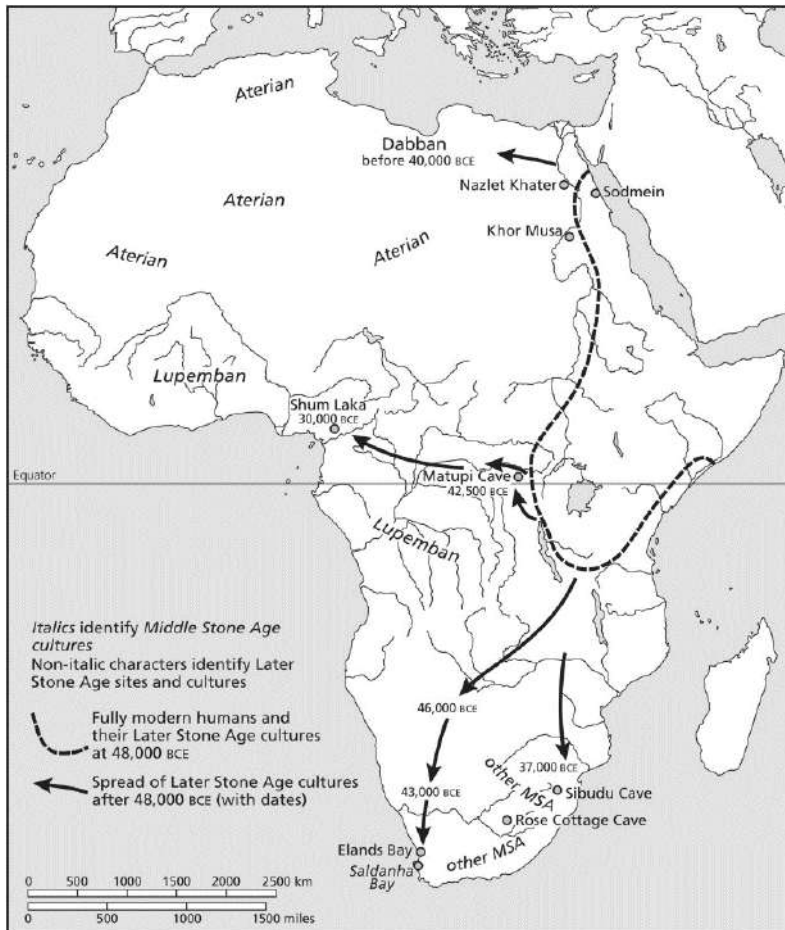 Aterian
Dabban
before 40,000 BCE
Nazlet Khater
Sodmein
Aterian
Khor Musa
Aterian
Aterian
Lupemban
Shum Laka
30,000 BCE
Equator
Matupi Cave
42,500 BCE
Lupemban
Italics identify Middle Stone Age
cultures
Non-italic characters identify Later
Stone Age sites and cultures
Fully modern humans and
their Later Stone Age cultures
at 48,000 BCE
Spread of Later Stone Age cultures
after 48,000 BCE (with dates)
46,000 BCE
37,000 BCE
other MSA
43,000 BCE
Sibudu Cave
Rose Cottage Cave
Elands Bay
Saldanha
Bay
other MSA
0 500 1000 1500 2000 2500 km
0 500 1000 1500 miles